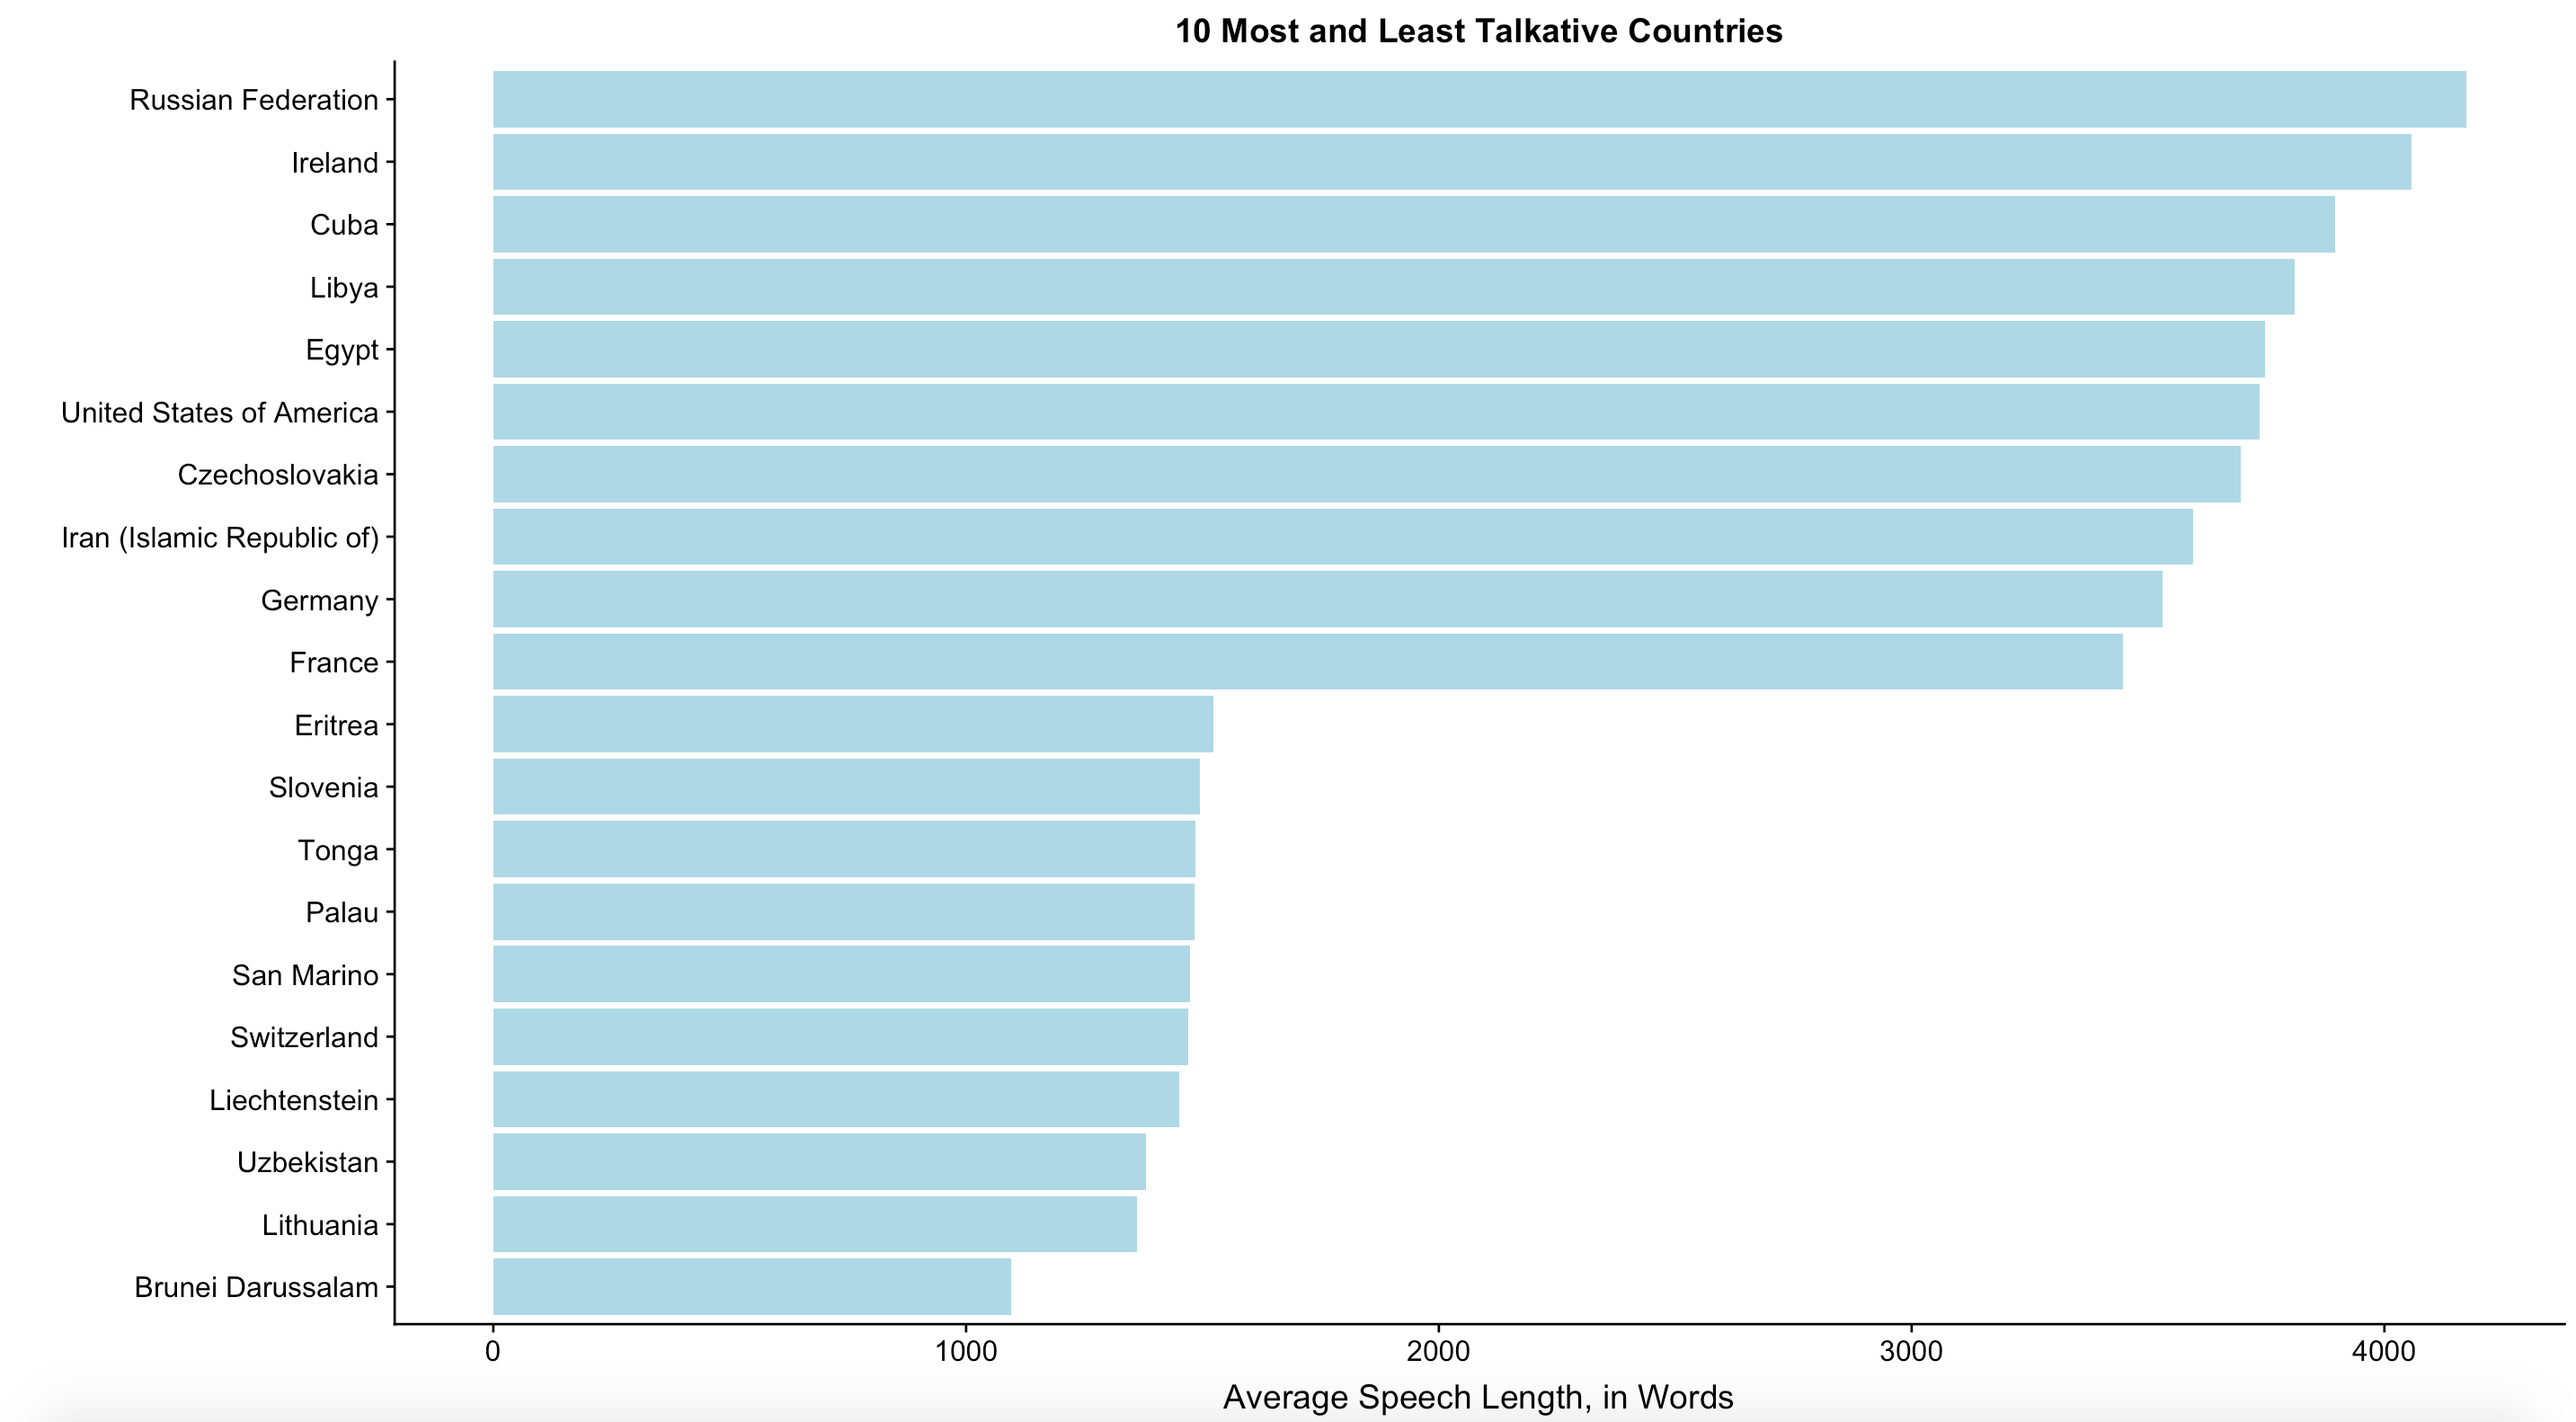 10 Most and Least Talkative Countries
Russian Federation
Ireland
Cuba
Libya
Egypt
United States of America
Czechoslovakia
Iran (Islamic Republic of)
Germany
France
Eritrea
Slovenia
Tonga
Palau
San Marino
Switzerland
Liechtenstein
Uzbekistan
Lithuania
Brunei Darussalam
0 1000 2000 3000 4000
Average Speech Length, in Words